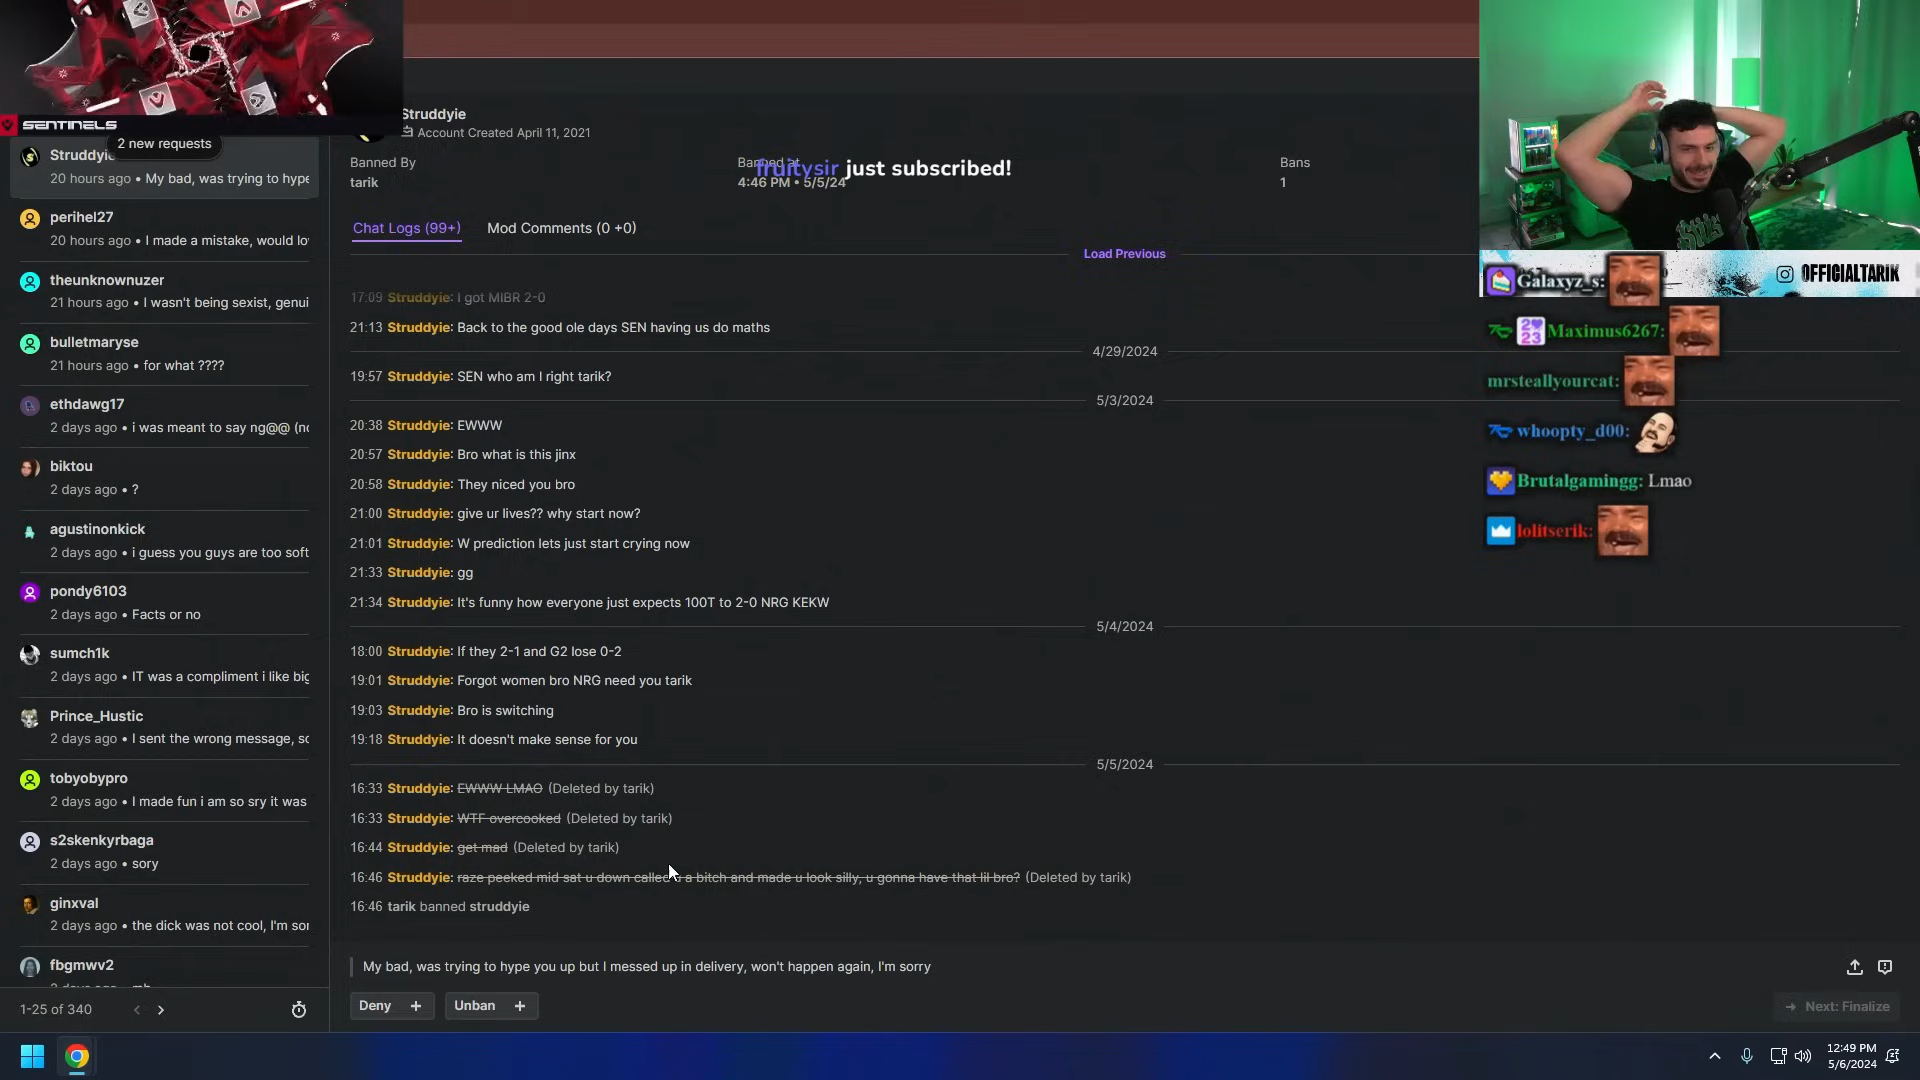 SENTINELS
2 new requests
Struddyie
20 hours ago • My bad, was trying to hype
perihel27
20 hours ago • I made a mistake, would lo
theunknownuzer
21 hours ago • I wasn't being sexist, genui
bulletmaryse
21 hours ago • for what ????
ethdawg17
2 days ago • i was meant to say ng@@ (no
biktou
2 days ago • ?
agustinonkick
2 days ago • i guess you guys are too soft
pondy6103
2 days ago • Facts or no
sumch1k
2 days ago • IT was a compliment i like big
Prince_Hustic
2 days ago • I sent the wrong message, so
tobyobypro
2 days ago • I made fun i am so sry it was
s2skenkyrbaga
2 days ago • sory
ginxval
2 days ago • the dick was not cool, I'm sor
fbgmwv2
1-25 of 340
Struddyie
Account Created April 11, 2021
Banned By
tarik
Banned at
4:46 PM • 5/5/24
Bans
1
fruitysir just subscribed!
Chat Logs (99+)
Mod Comments (0 +0)
Load Previous
17:09 Struddyie: I got MIBR 2-0
21:13 Struddyie: Back to the good ole days SEN having us do maths
4/29/2024
19:57 Struddyie: SEN who am I right tarik?
5/3/2024
20:38 Struddyie: EWWW
20:57 Struddyie: Bro what is this jinx
20:58 Struddyie: They niced you bro
21:00 Struddyie: give ur lives?? why start now?
21:01 Struddyie: W prediction lets just start crying now
21:33 Struddyie: gg
21:34 Struddyie: It's funny how everyone just expects 100T to 2-0 NRG KEKW
5/4/2024
18:00 Struddyie: If they 2-1 and G2 lose 0-2
19:01 Struddyie: Forgot women bro NRG need you tarik
19:03 Struddyie: Bro is switching
19:18 Struddyie: It doesn't make sense for you
5/5/2024
16:33 Struddyie: EWWW LMAO (Deleted by tarik)
16:33 Struddyie: WTF overcooked (Deleted by tarik)
16:44 Struddyie: get mad (Deleted by tarik)
16:46 Struddyie: raze peeked mid sat u down called u a bitch and made u look silly, u gonna have that lil bro? (Deleted by tarik)
16:46 tarik banned struddyie
My bad, was trying to hype you up but I messed up in delivery, won't happen again, I'm sorry
Deny +
Unban +
Next: Finalize
OFFICIALTARIK
Galaxyz_s:
Maximus6267:
mrsteallyourcat:
whoopty_d00:
Brutalgamingg: Lmao
lolitserik:
12:49 PM
5/6/2024